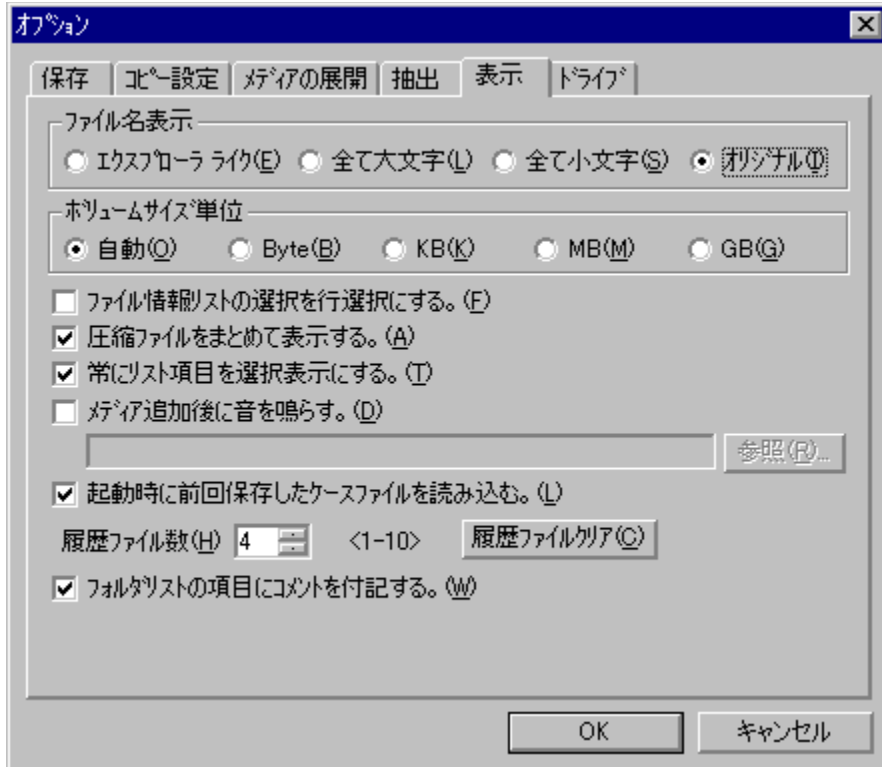 ｵﾌﾟｼｮﾝ
保存 ｺﾋﾟｰ設定 ﾒﾃﾞｨｱの展開 抽出 表示 ﾄﾞﾗｲﾌﾞ
ﾌｧｲﾙ名表示
ｴｸｽﾌﾟﾛｰﾗ ﾗｲｸ(E) 全て大文字(L) 全て小文字(S) ｵﾘｼﾞﾅﾙ(I)
ﾎﾞﾘｭｰﾑｻｲｽﾞ単位
自動(O) Byte(B) KB(K) MB(M) GB(G)
ﾌｧｲﾙ情報ﾘｽﾄの選択を行選択にする。(F)
圧縮ﾌｧｲﾙをまとめて表示する。(A)
常にﾘｽﾄ項目を選択表示にする。(T)
ﾒﾃﾞｨｱ追加後に音を鳴らす。(D)
参照(R)...
起動時に前回保存したｹｰｽﾌｧｲﾙを読み込む。(L)
履歴ﾌｧｲﾙ数(H) 4 <1-10> 履歴ﾌｧｲﾙｸﾘｱ(C)
ﾌｫﾙﾀﾞﾘｽﾄの項目にｺﾒﾝﾄを付記する。(W)
OK キャンセル